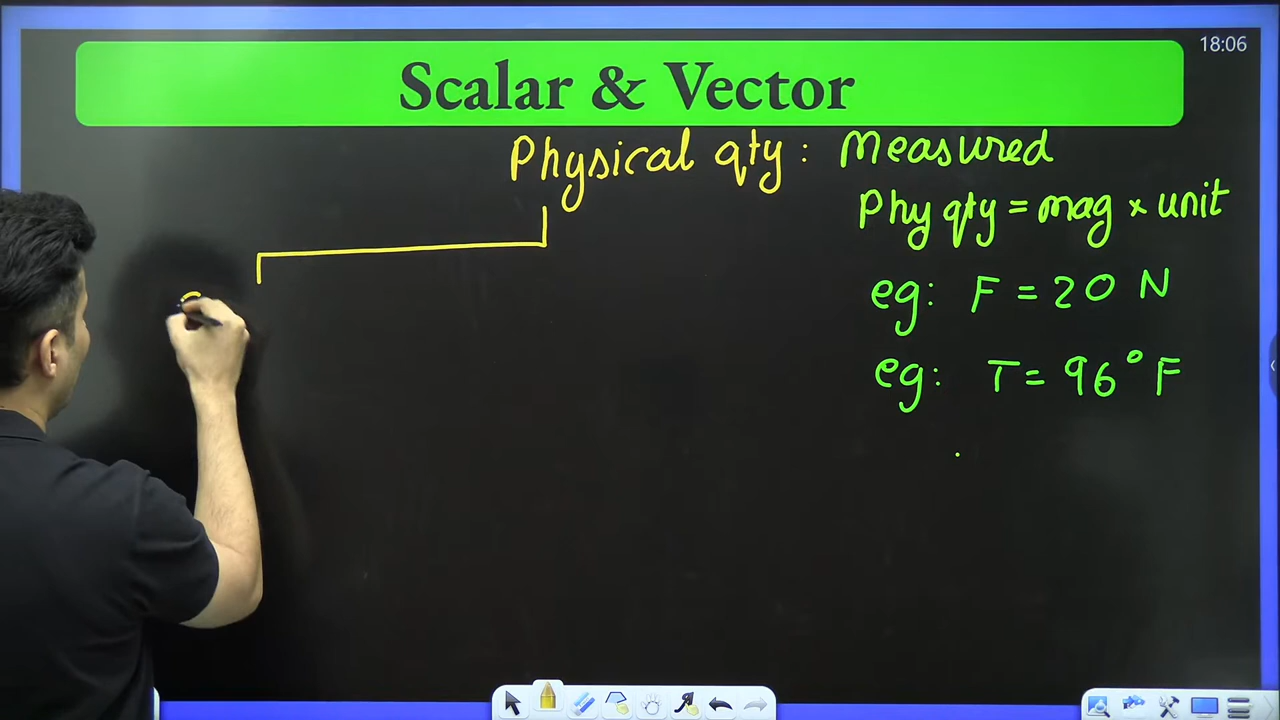 18:06
Scalar & Vector
Physical qty : Measured
Phy qty = mag × unit
eg: F = 20 N
eg: T = 96° F